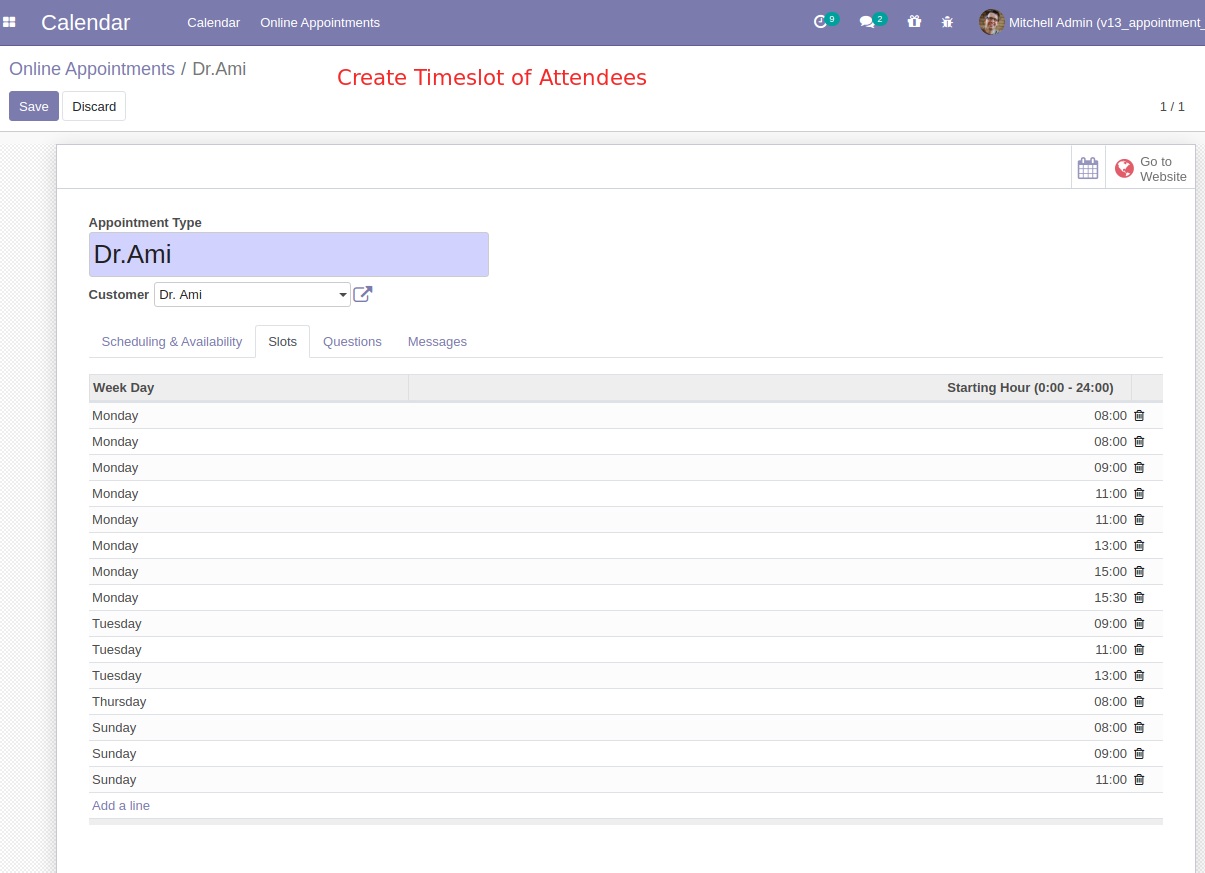 Calendar Calendar Online Appointments 9 2 Mitchell Admin (v13_appointment_
Online Appointments / Dr.Ami
Create Timeslot of Attendees
Save Discard 1 / 1
Go to
Website
Appointment Type
Dr.Ami
Customer Dr. Ami
Scheduling & Availability Slots Questions Messages
Week Day Starting Hour (0:00 - 24:00)
Monday 08:00
Monday 08:00
Monday 09:00
Monday 11:00
Monday 11:00
Monday 13:00
Monday 15:00
Monday 15:30
Tuesday 09:00
Tuesday 11:00
Tuesday 13:00
Thursday 08:00
Sunday 08:00
Sunday 09:00
Sunday 11:00
Add a line